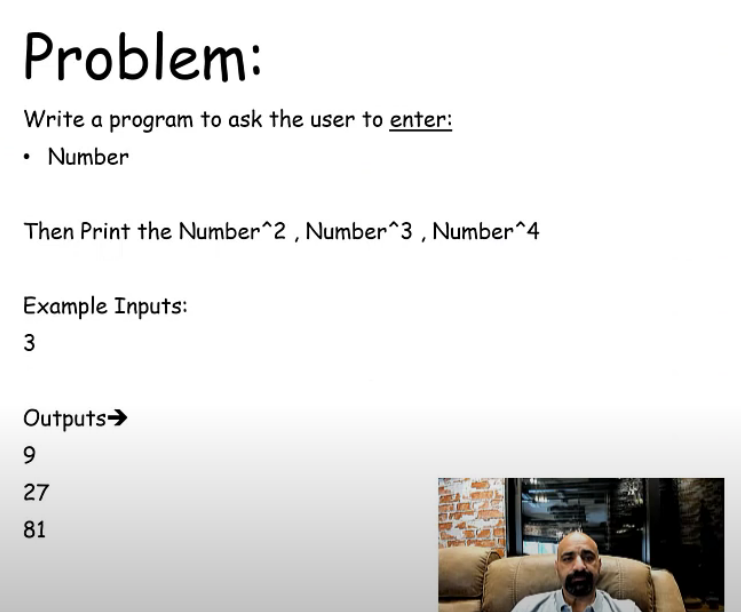 Problem:
Write a program to ask the user to enter:
• Number
Then Print the Number^2 , Number^3 , Number^4
Example Inputs:
3
Outputs➔
9
27
81